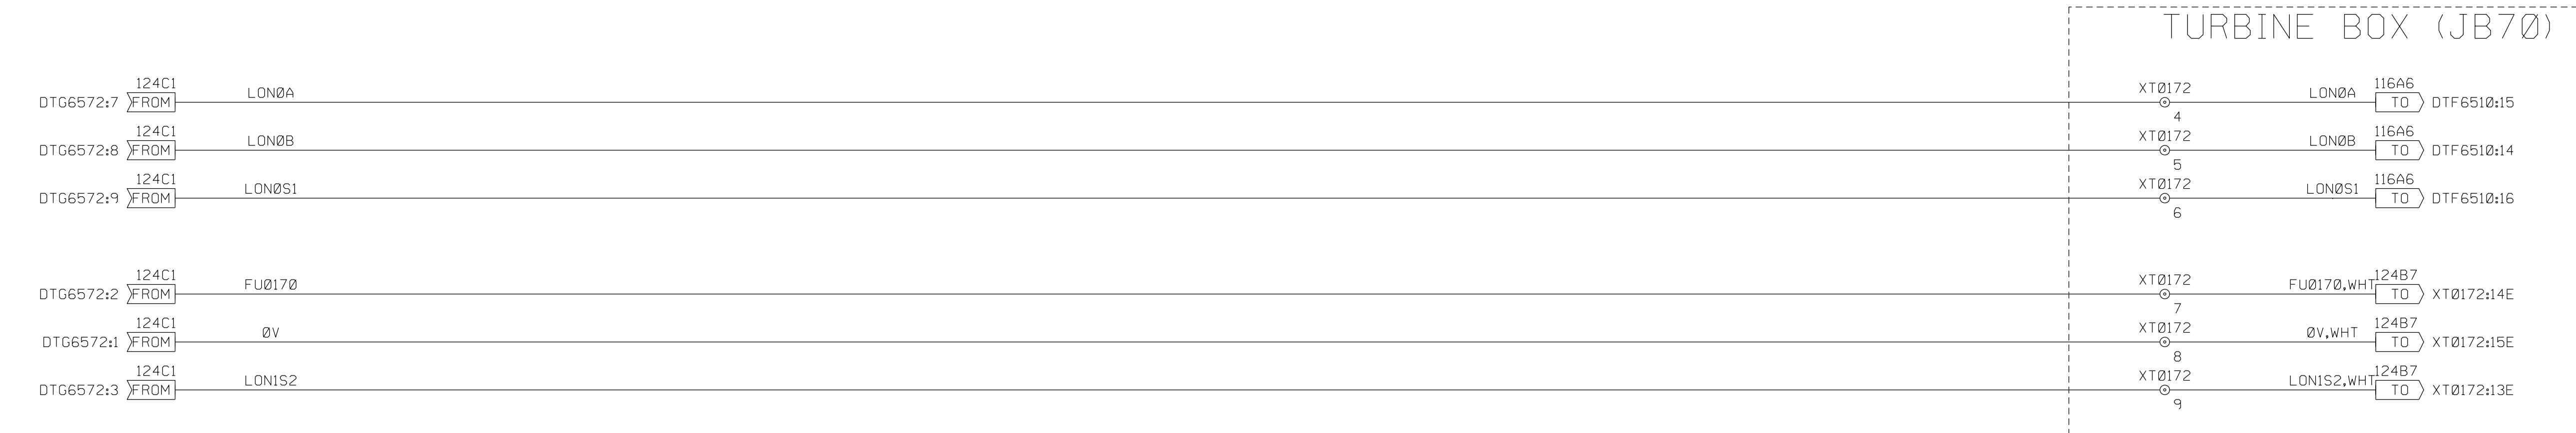 TURBINE BOX (JB7Ø)
124C1 XTØ172 116A6
DTG6572:7 FROM LONØA LONØA TO DTF651Ø:15
4
124C1 XTØ172 116A6
DTG6572:8 FROM LONØB LONØB TO DTF651Ø:14
5
124C1 XTØ172 116A6
DTG6572:9 FROM LONØS1 LONØS1 TO DTF651Ø:16
6
124C1 XTØ172 124B7
DTG6572:2 FROM FUØ17Ø FUØ17Ø,WHT TO XTØ172:14E
7
124C1 XTØ172 124B7
DTG6572:1 FROM ØV ØV,WHT TO XTØ172:15E
8
124C1 XTØ172 124B7
DTG6572:3 FROM LON1S2 LON1S2,WHT TO XTØ172:13E
9